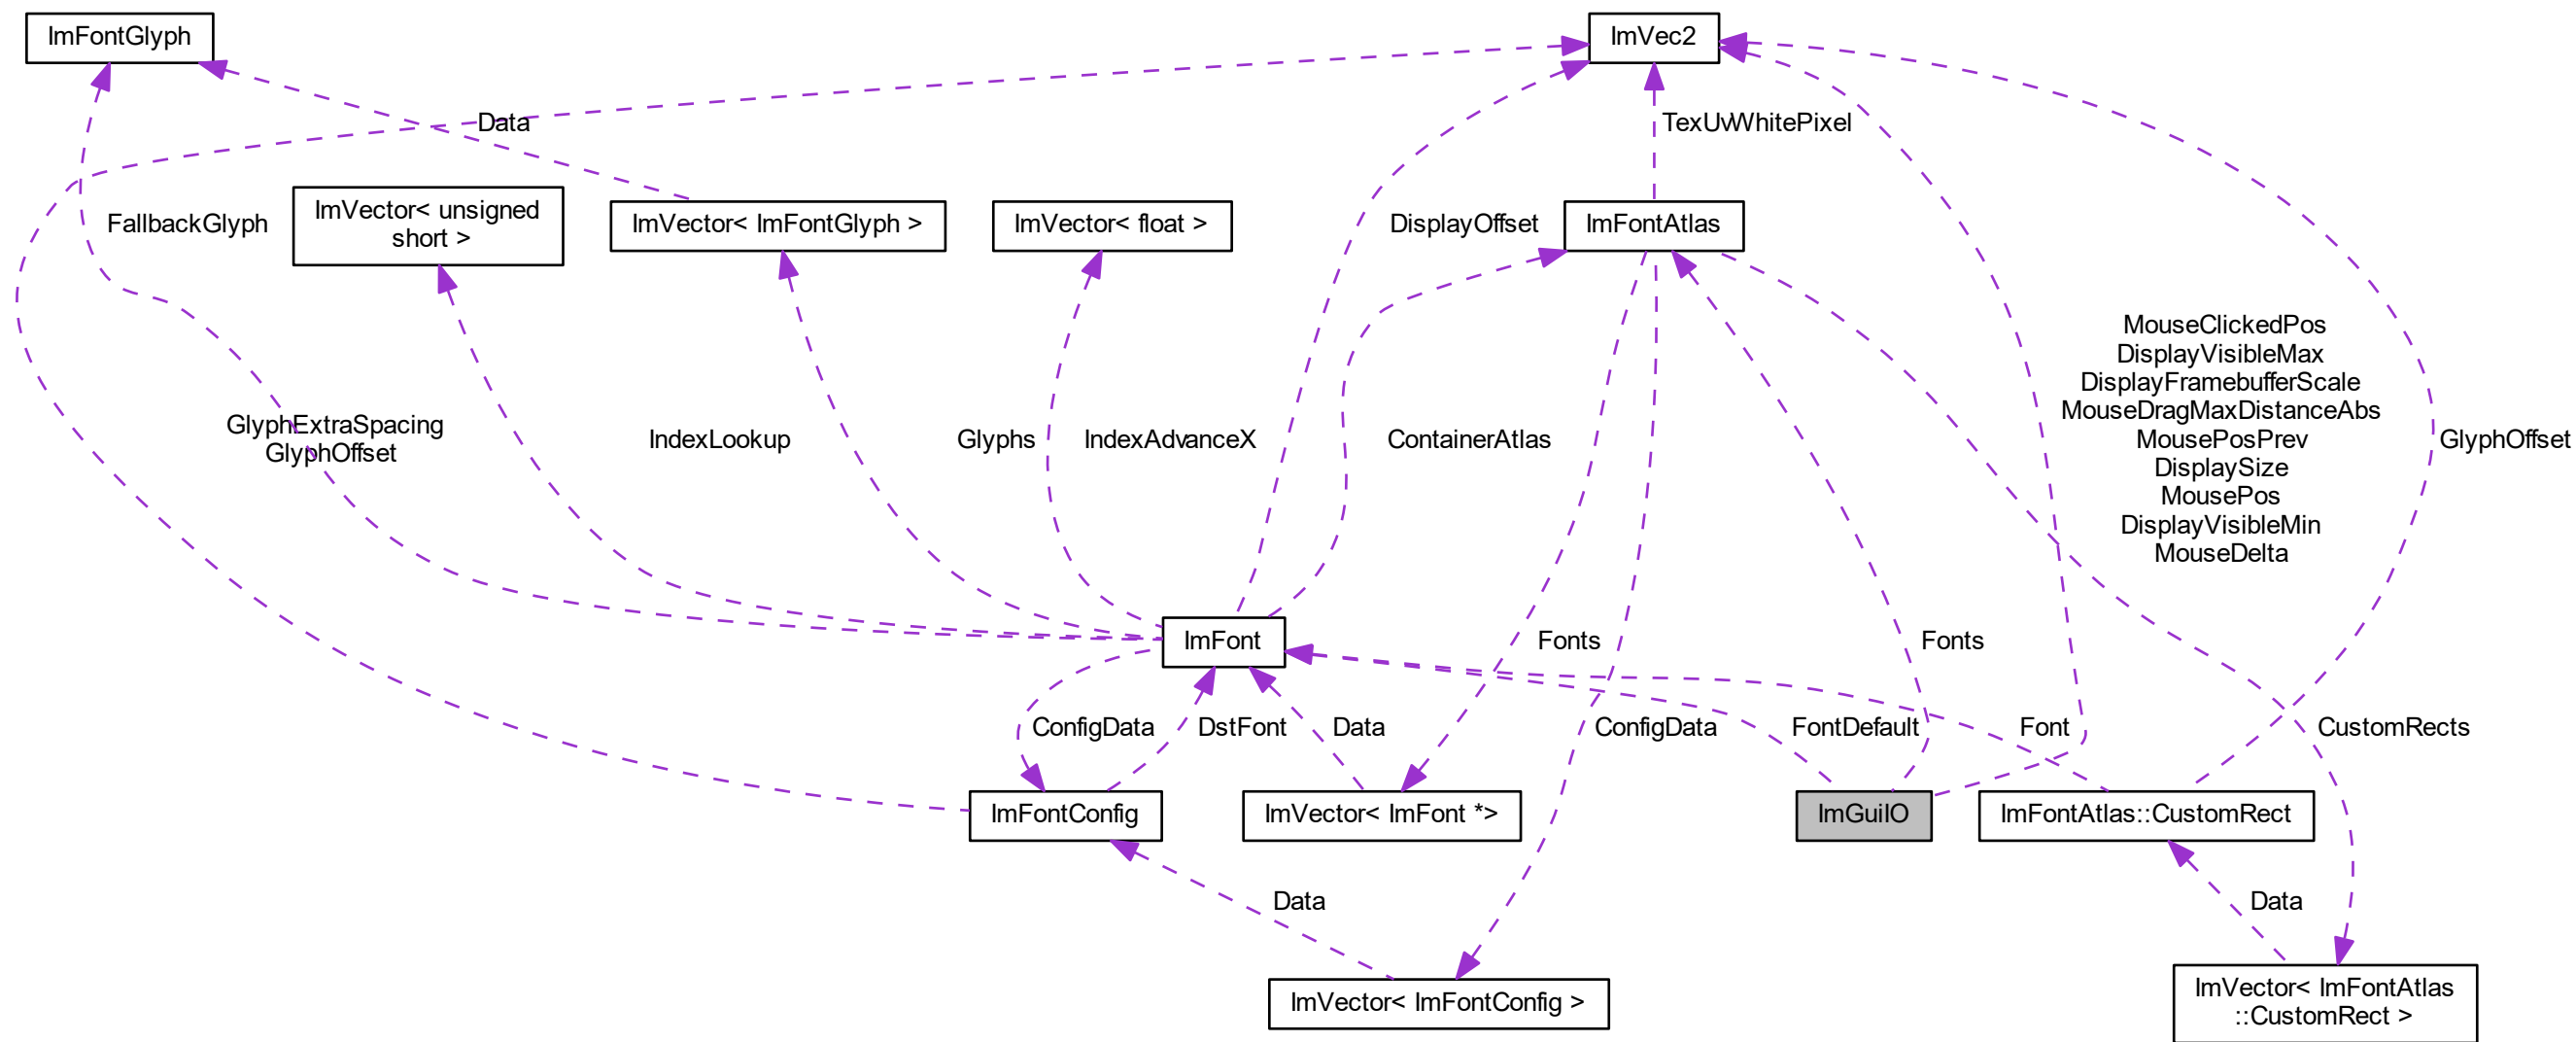 ImFontGlyph
ImVec2
Data
TexUvWhitePixel
FallbackGlyph
ImVector< unsigned
short >
ImVector< ImFontGlyph >
ImVector< float >
DisplayOffset
ImFontAtlas
MouseClickedPos
DisplayVisibleMax
DisplayFramebufferScale
MouseDragMaxDistanceAbs
MousePosPrev
DisplaySize
MousePos
DisplayVisibleMin
MouseDelta
GlyphExtraSpacing
GlyphOffset
IndexLookup
Glyphs
IndexAdvanceX
ContainerAtlas
GlyphOffset
ImFont
Fonts
Fonts
ConfigData
DstFont
Data
ConfigData
FontDefault
Font
CustomRects
ImFontConfig
ImVector< ImFont *>
ImGuiIO
ImFontAtlas::CustomRect
Data
Data
ImVector< ImFontConfig >
ImVector< ImFontAtlas
::CustomRect >